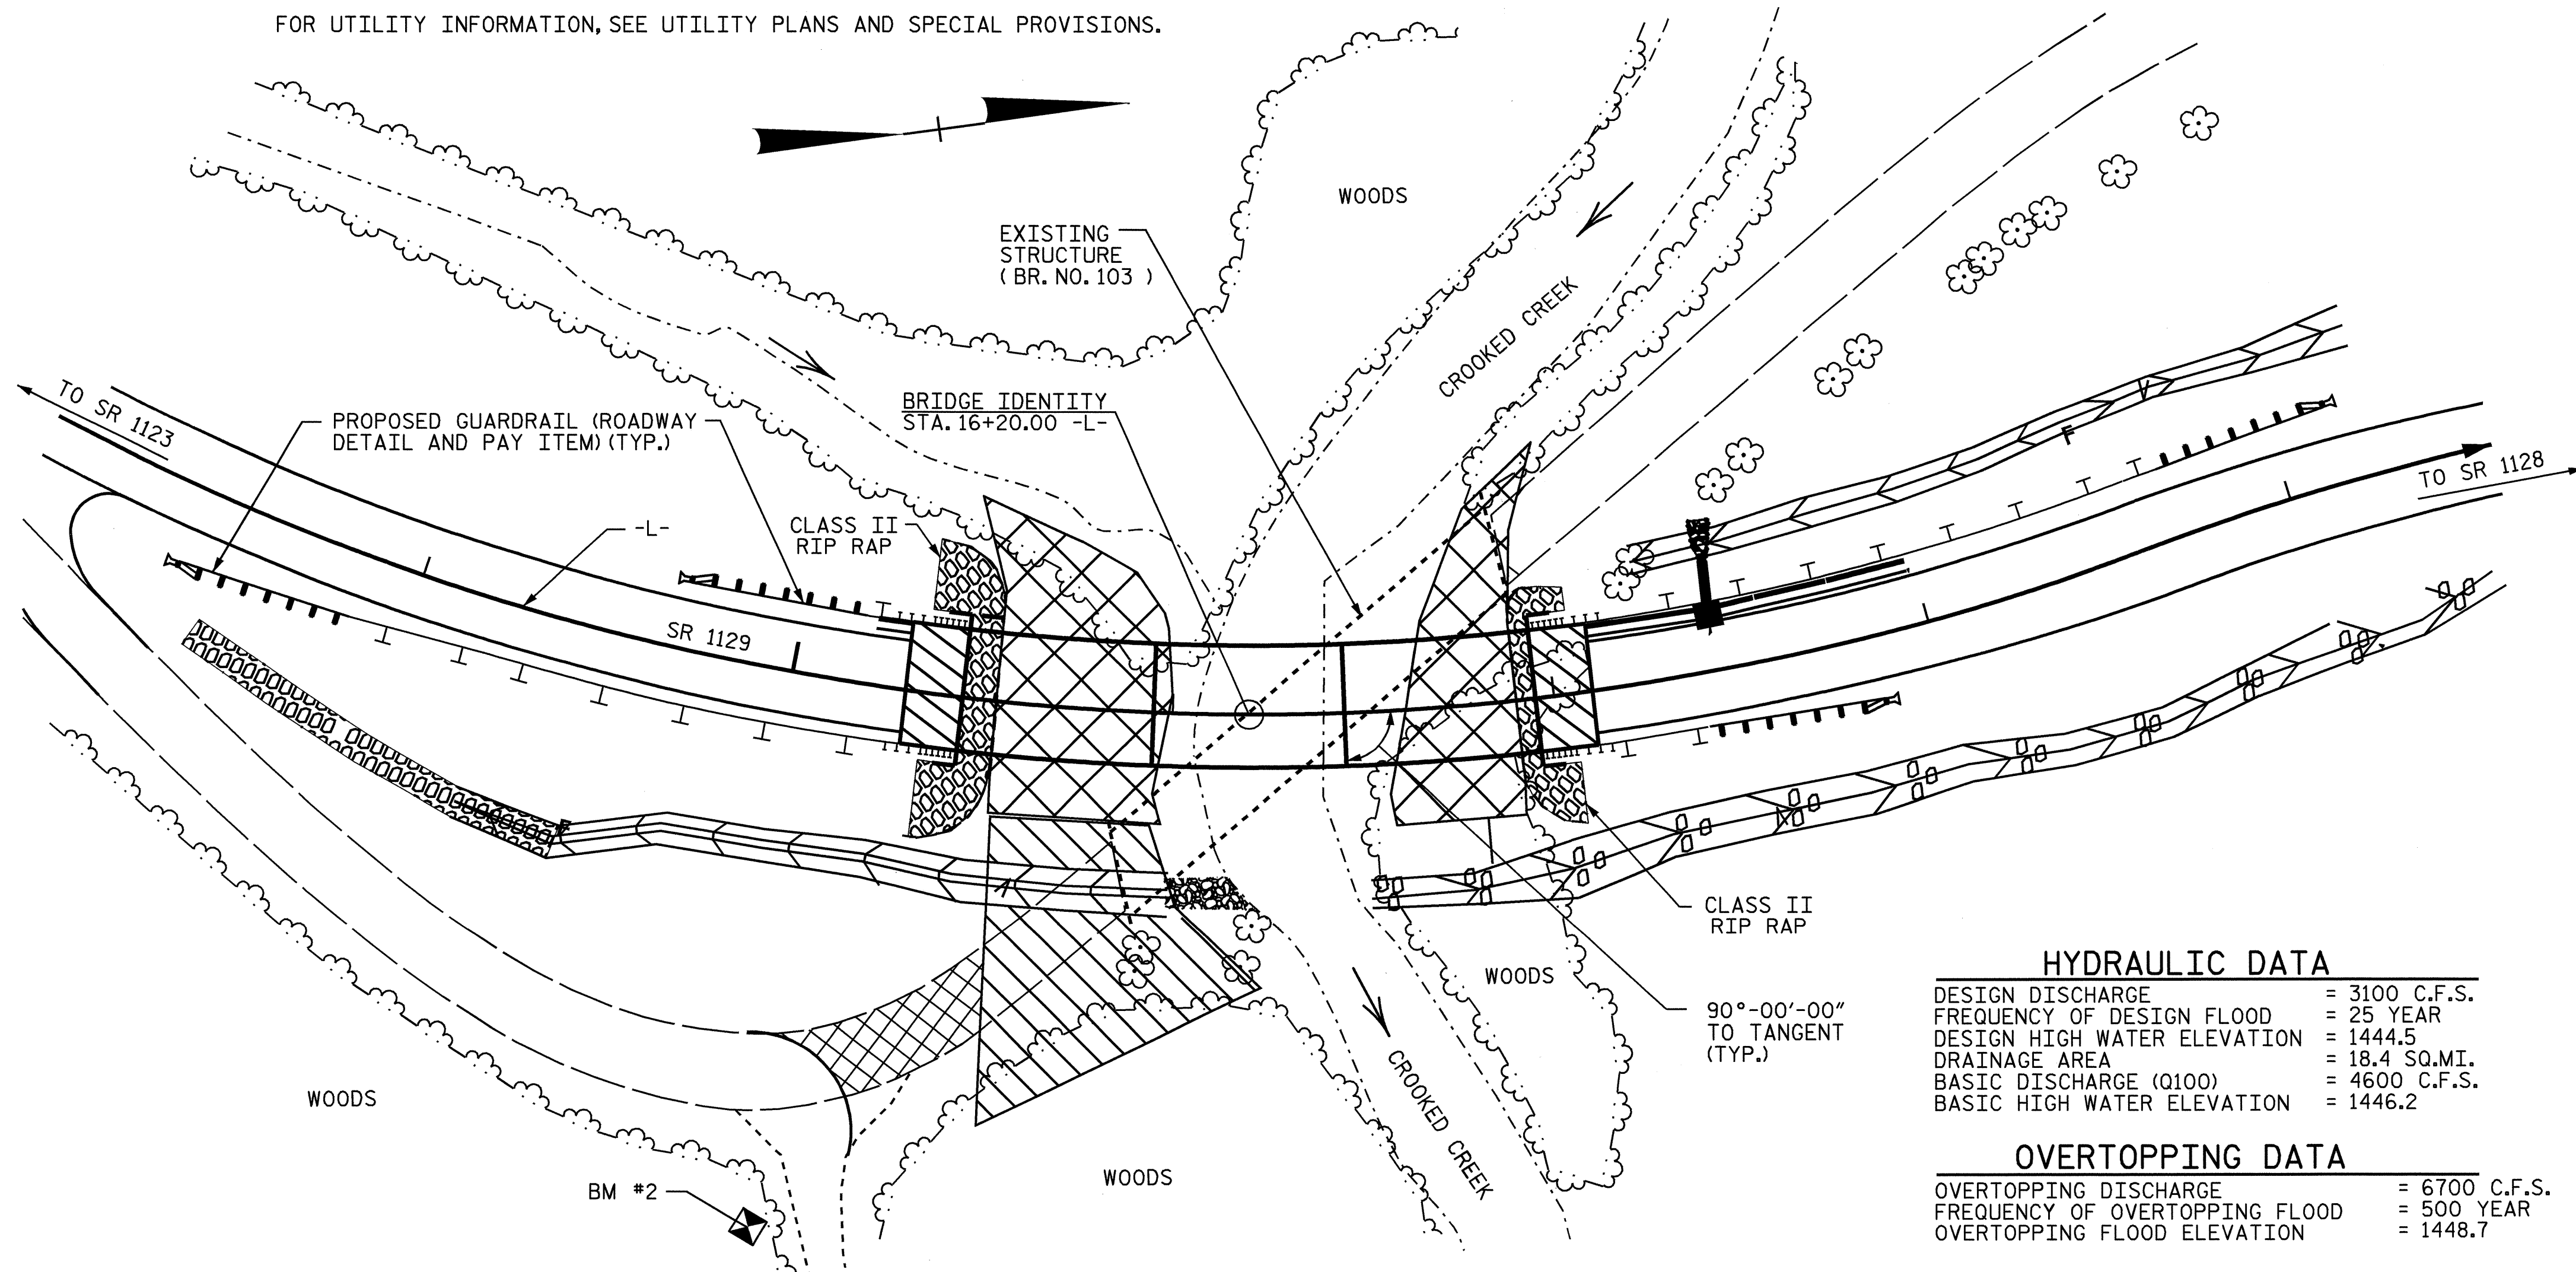 FOR UTILITY INFORMATION, SEE UTILITY PLANS AND SPECIAL PROVISIONS.
WOODS
EXISTING
STRUCTURE
( BR. NO. 103 )
CROOKED CREEK
TO SR 1123
PROPOSED GUARDRAIL (ROADWAY
DETAIL AND PAY ITEM) (TYP.)
BRIDGE IDENTITY
STA. 16+20.00 -L-
F
TO SR 1128
-L-
CLASS II
RIP RAP
SR 1129
F
CLASS II
RIP RAP
WOODS
90°-00'-00"
TO TANGENT
(TYP.)
CROOKED CREEK
WOODS
WOODS
BM #2
HYDRAULIC DATA
DESIGN DISCHARGE = 3100 C.F.S.
FREQUENCY OF DESIGN FLOOD = 25 YEAR
DESIGN HIGH WATER ELEVATION = 1444.5
DRAINAGE AREA = 18.4 SQ.MI.
BASIC DISCHARGE (Q100) = 4600 C.F.S.
BASIC HIGH WATER ELEVATION = 1446.2
OVERTOPPING DATA
OVERTOPPING DISCHARGE = 6700 C.F.S.
FREQUENCY OF OVERTOPPING FLOOD = 500 YEAR
OVERTOPPING FLOOD ELEVATION = 1448.7